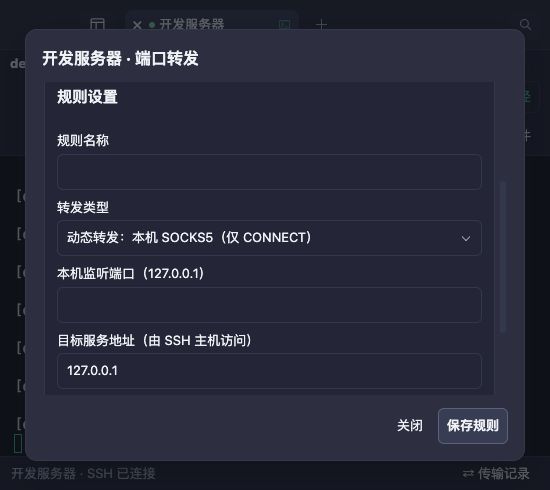 开发服务器
de
开发服务器 · 端口转发
规则设置
规则名称
转发类型
动态转发：本机 SOCKS5（仅 CONNECT）
本机监听端口（127.0.0.1）
目标服务地址（由 SSH 主机访问）
127.0.0.1
关闭
保存规则
开发服务器 · SSH 已连接
传输记录